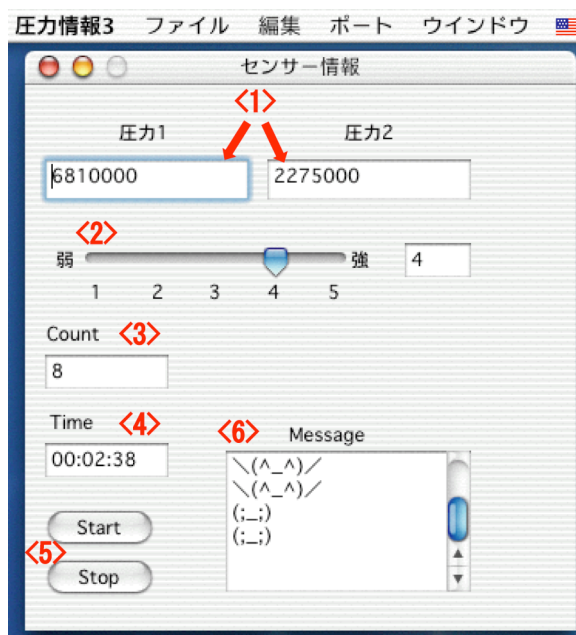 圧力情報3 ファイル 編集 ポート ウインドウ
センサー情報
<1>
圧力1 圧力2
6810000 2275000
<2>
弱 強 4
1 2 3 4 5
Count <3>
8
Time <4>
00:02:38
<6> Message
＼(^_^)／
＼(^_^)／
(;_;)
(;_;)
Start
<5>
Stop